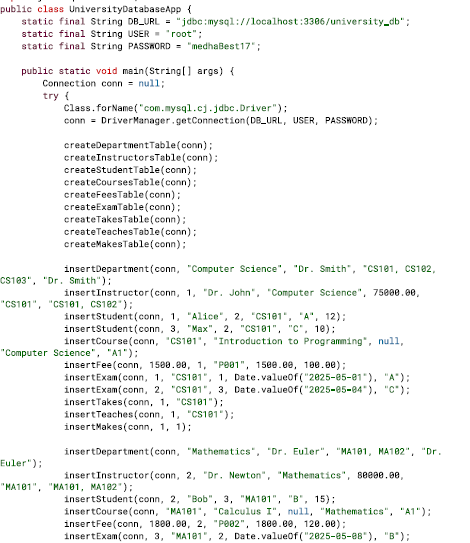 public class UniversityDatabaseApp {
static final String DB_URL = "jdbc:mysql://localhost:3306/university_db";
static final String USER = "root";
static final String PASSWORD = "medhaBest17";
public static void main(String[] args) {
Connection conn = null;
try {
Class.forName("com.mysql.cj.jdbc.Driver");
conn = DriverManager.getConnection(DB_URL, USER, PASSWORD);
createDepartmentTable(conn);
createInstructorsTable(conn);
createStudentTable(conn);
createCoursesTable(conn);
createFeesTable(conn);
createExamTable(conn);
createTakesTable(conn);
createTeachesTable(conn);
createMakesTable(conn);
insertDepartment(conn, "Computer Science", "Dr. Smith", "CS101, CS102,
CS103", "Dr. Smith");
insertInstructor(conn, 1, "Dr. John", "Computer Science", 75000.00,
"CS101", "CS101, CS102");
insertStudent(conn, 1, "Alice", 2, "CS101", "A", 12);
insertStudent(conn, 3, "Max", 2, "CS101", "C", 10);
insertCourse(conn, "CS101", "Introduction to Programming", null,
"Computer Science", "A1");
insertFee(conn, 1500.00, 1, "P001", 1500.00, 100.00);
insertExam(conn, 1, "CS101", 1, Date.valueOf("2025-05-01"), "A");
insertExam(conn, 2, "CS101", 3, Date.valueOf("2025-05-04"), "C");
insertTakes(conn, 1, "CS101");
insertTeaches(conn, 1, "CS101");
insertMakes(conn, 1, 1);
insertDepartment(conn, "Mathematics", "Dr. Euler", "MA101, MA102", "Dr.
Euler");
insertInstructor(conn, 2, "Dr. Newton", "Mathematics", 80000.00,
"MA101", "MA101, MA102");
insertStudent(conn, 2, "Bob", 3, "MA101", "B", 15);
insertCourse(conn, "MA101", "Calculus I", null, "Mathematics", "A1");
insertFee(conn, 1800.00, 2, "P002", 1800.00, 120.00);
insertExam(conn, 3, "MA101", 2, Date.valueOf("2025-05-08"), "B");